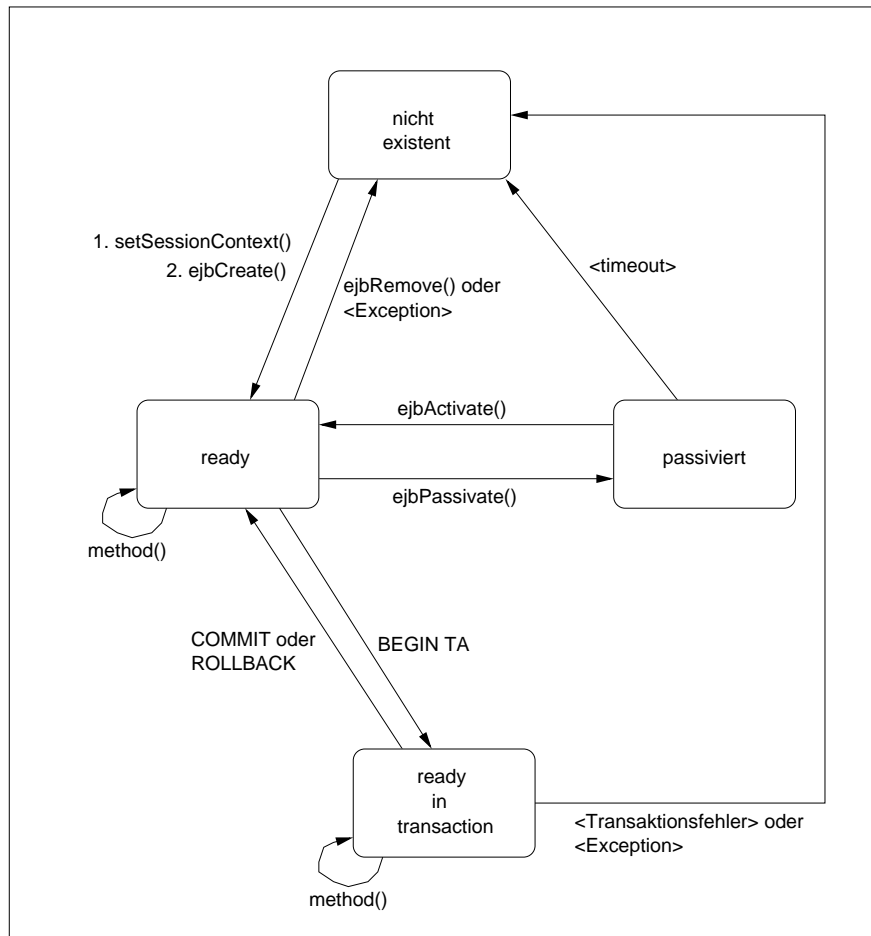 nicht
existent
1. setSessionContext()
2. ejbCreate()
ejbRemove() oder
<Exception>
<timeout>
ready
ejbActivate()
passiviert
ejbPassivate()
method()
COMMIT oder
ROLLBACK
BEGIN TA
ready
in
transaction
<Transaktionsfehler> oder
<Exception>
method()